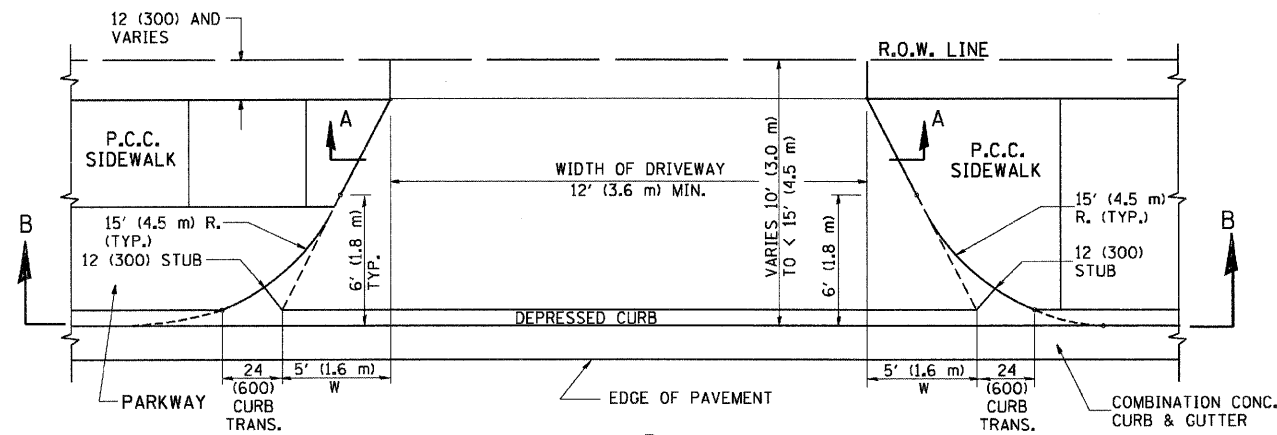 12 (300) AND
VARIES
R.O.W. LINE
A
A
P.C.C.
SIDEWALK
P.C.C.
SIDEWALK
WIDTH OF DRIVEWAY
12' (3.6 m) MIN.
VARIES 10' (3.0 m)
TO < 15' (4.5 m)
15' (4.5 m) R.
(TYP.)
12 (300) STUB
6' (1.8 m)
TYP.
6' (1.8 m)
15' (4.5 m)
R. (TYP.)
12 (300)
STUB
B
B
DEPRESSED CURB
24
(600)
CURB
TRANS.
5' (1.6 m)
W
5' (1.6 m)
W
24
(600)
CURB
TRANS.
PARKWAY
EDGE OF PAVEMENT
COMBINATION CONC.
CURB & GUTTER